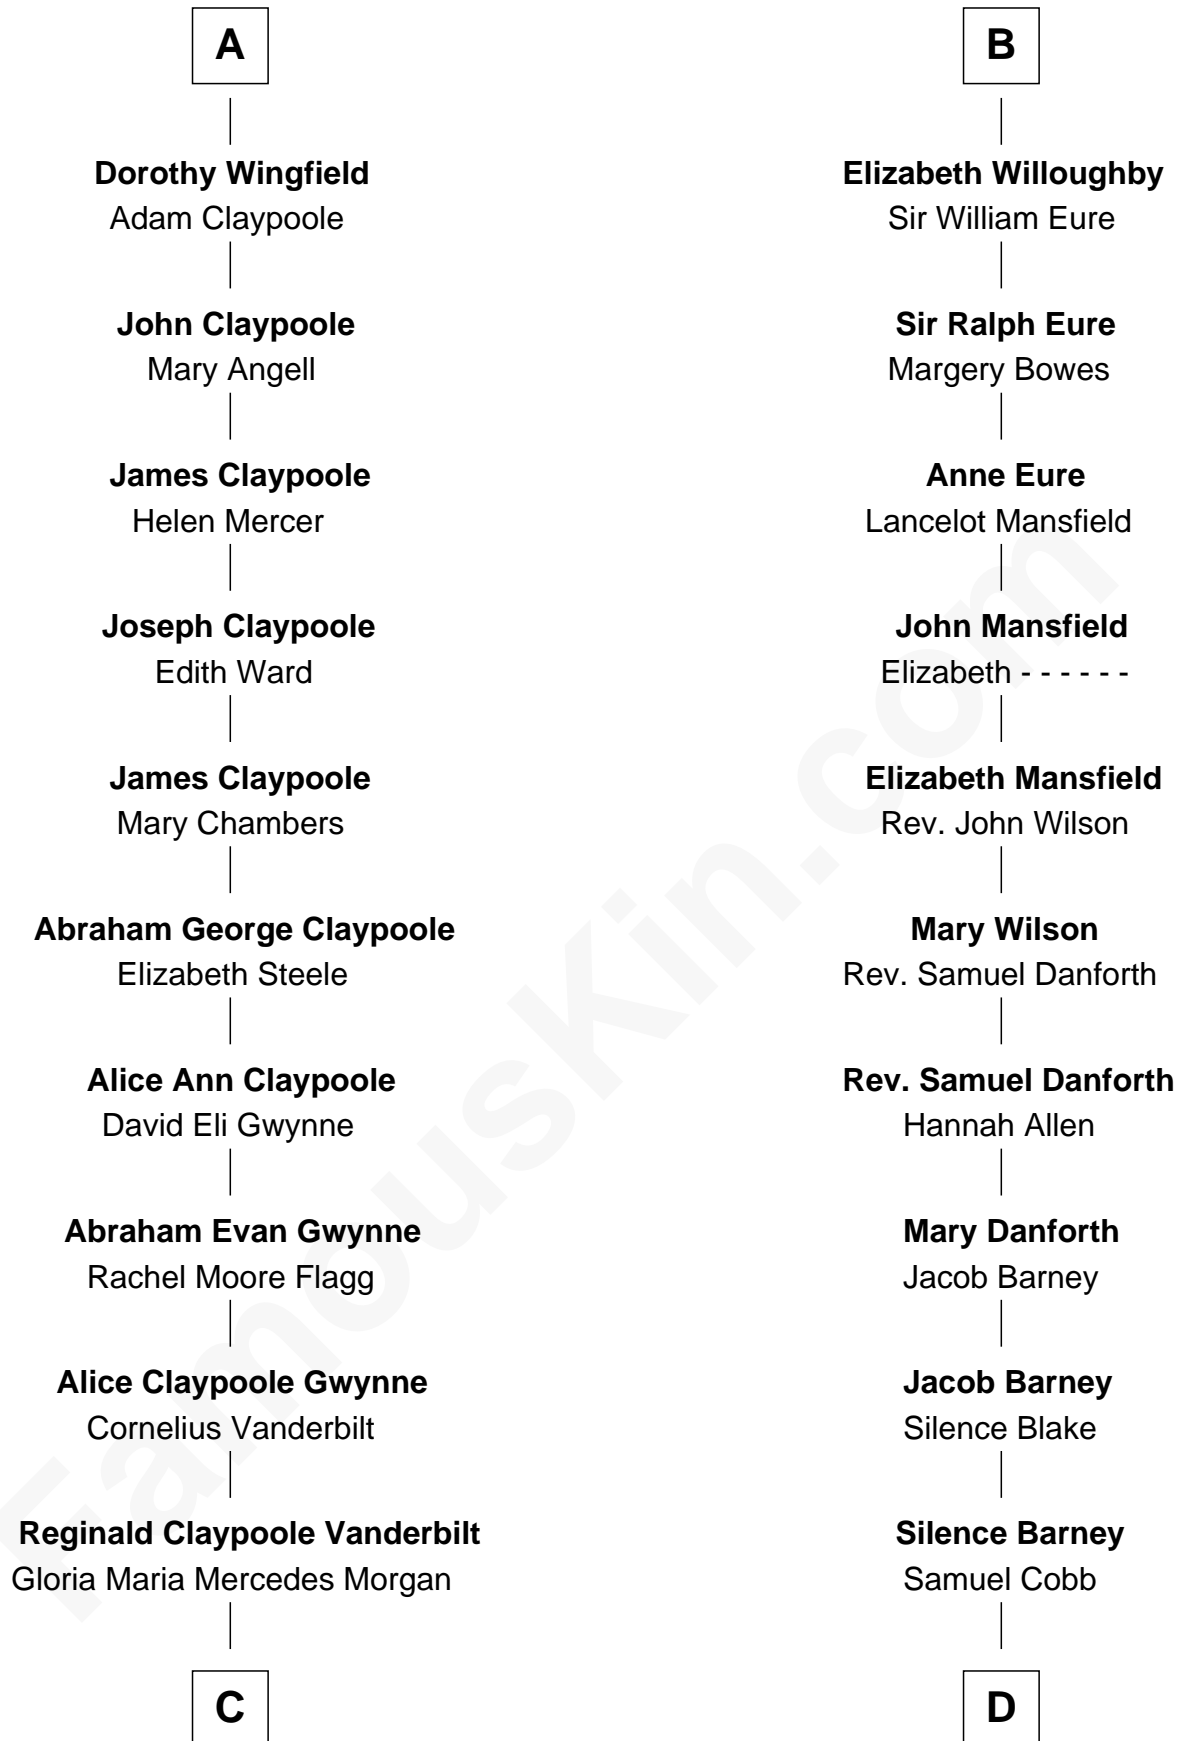 A
Dorothy Wingfield
Adam Claypoole
John Claypoole
Mary Angell
James Claypoole
Helen Mercer
Joseph Claypoole
Edith Ward
James Claypoole
Mary Chambers
Abraham George Claypoole
Elizabeth Steele
Alice Ann Claypoole
David Eli Gwynne
Abraham Evan Gwynne
Rachel Moore Flagg
Alice Claypoole Gwynne
Cornelius Vanderbilt
Reginald Claypoole Vanderbilt
Gloria Maria Mercedes Morgan
C
B
Elizabeth Willoughby
Sir William Eure
Sir Ralph Eure
Margery Bowes
Anne Eure
Lancelot Mansfield
John Mansfield
Elizabeth - - - - - -
Elizabeth Mansfield
Rev. John Wilson
Mary Wilson
Rev. Samuel Danforth
Rev. Samuel Danforth
Hannah Allen
Mary Danforth
Jacob Barney
Jacob Barney
Silence Blake
Silence Barney
Samuel Cobb
D
FamousKin.com